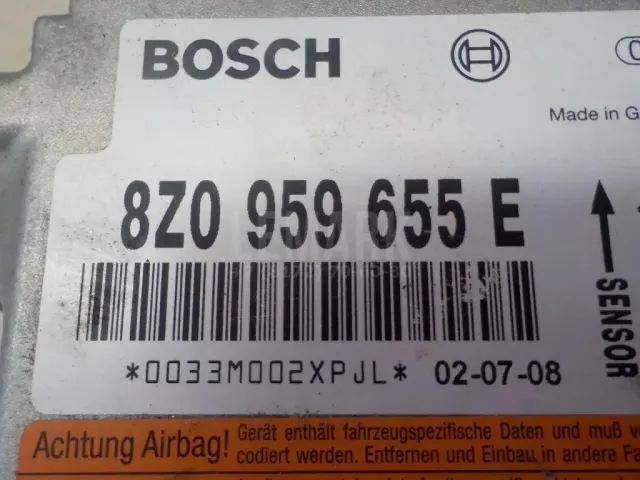 BOSCH
Made in G
8Z0 959 655 E
SENSOR
*0033M002XPJL* 02-07-08
Achtung Airbag!
Gerät enthält fahrzeugspezifische Daten und muß v
codiert werden. Entfernen und Einbau in andere Fa